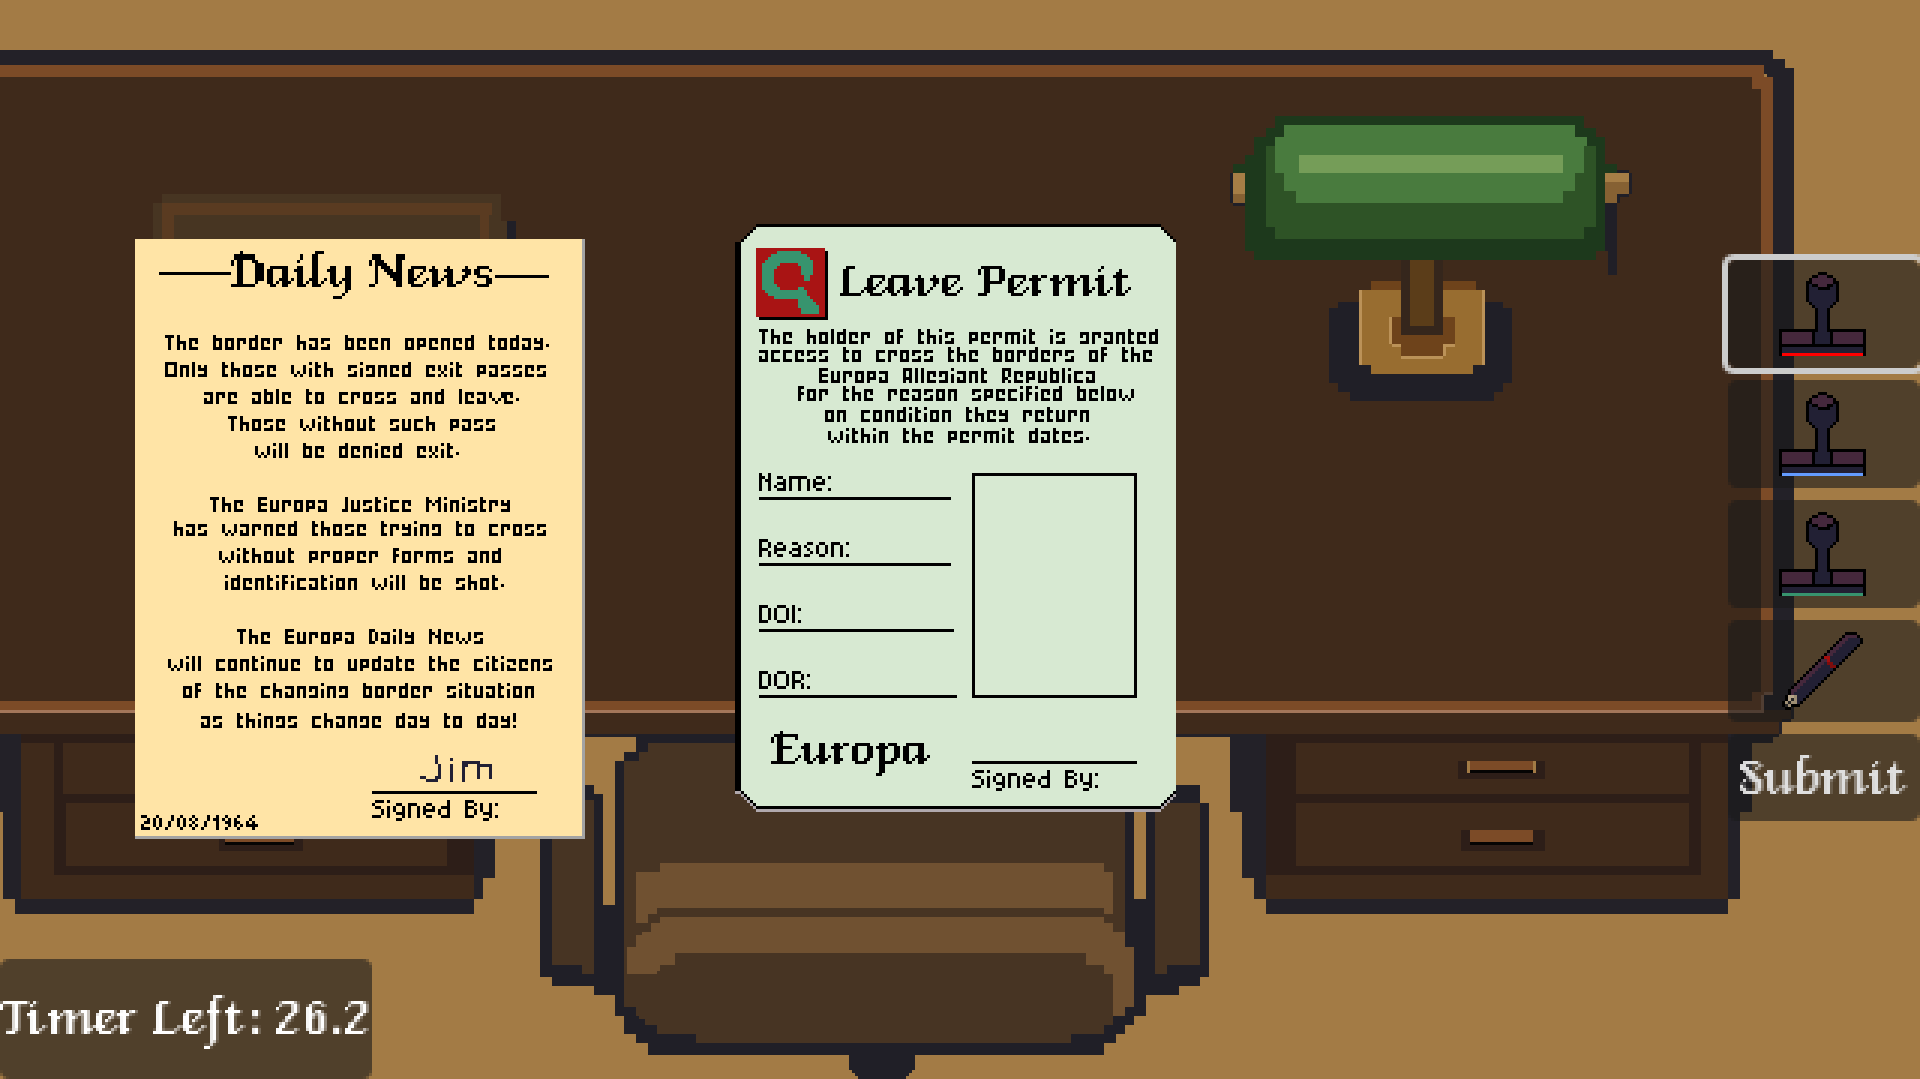 Daily News
The border has been opened today.
Only those with signed exit passes
are able to cross and leave.
Those without such pass
will be denied exit.
The Europa Justice Ministry
has warned those trying to cross
without proper forms and
identification will be shot.
The Europa Daily News
will continue to update the citizens
of the changing border situation
as things change day to day!
Jim
Signed By:
20/08/1964
Leave Permit
The holder of this permit is granted
access to cross the borders of the
Europa Allegiant Republica
for the reason specified below
on condition they return
within the permit dates.
Name:
Reason:
DOI:
DOR:
Europa
Signed By:
Submit
Timer Left: 26.2